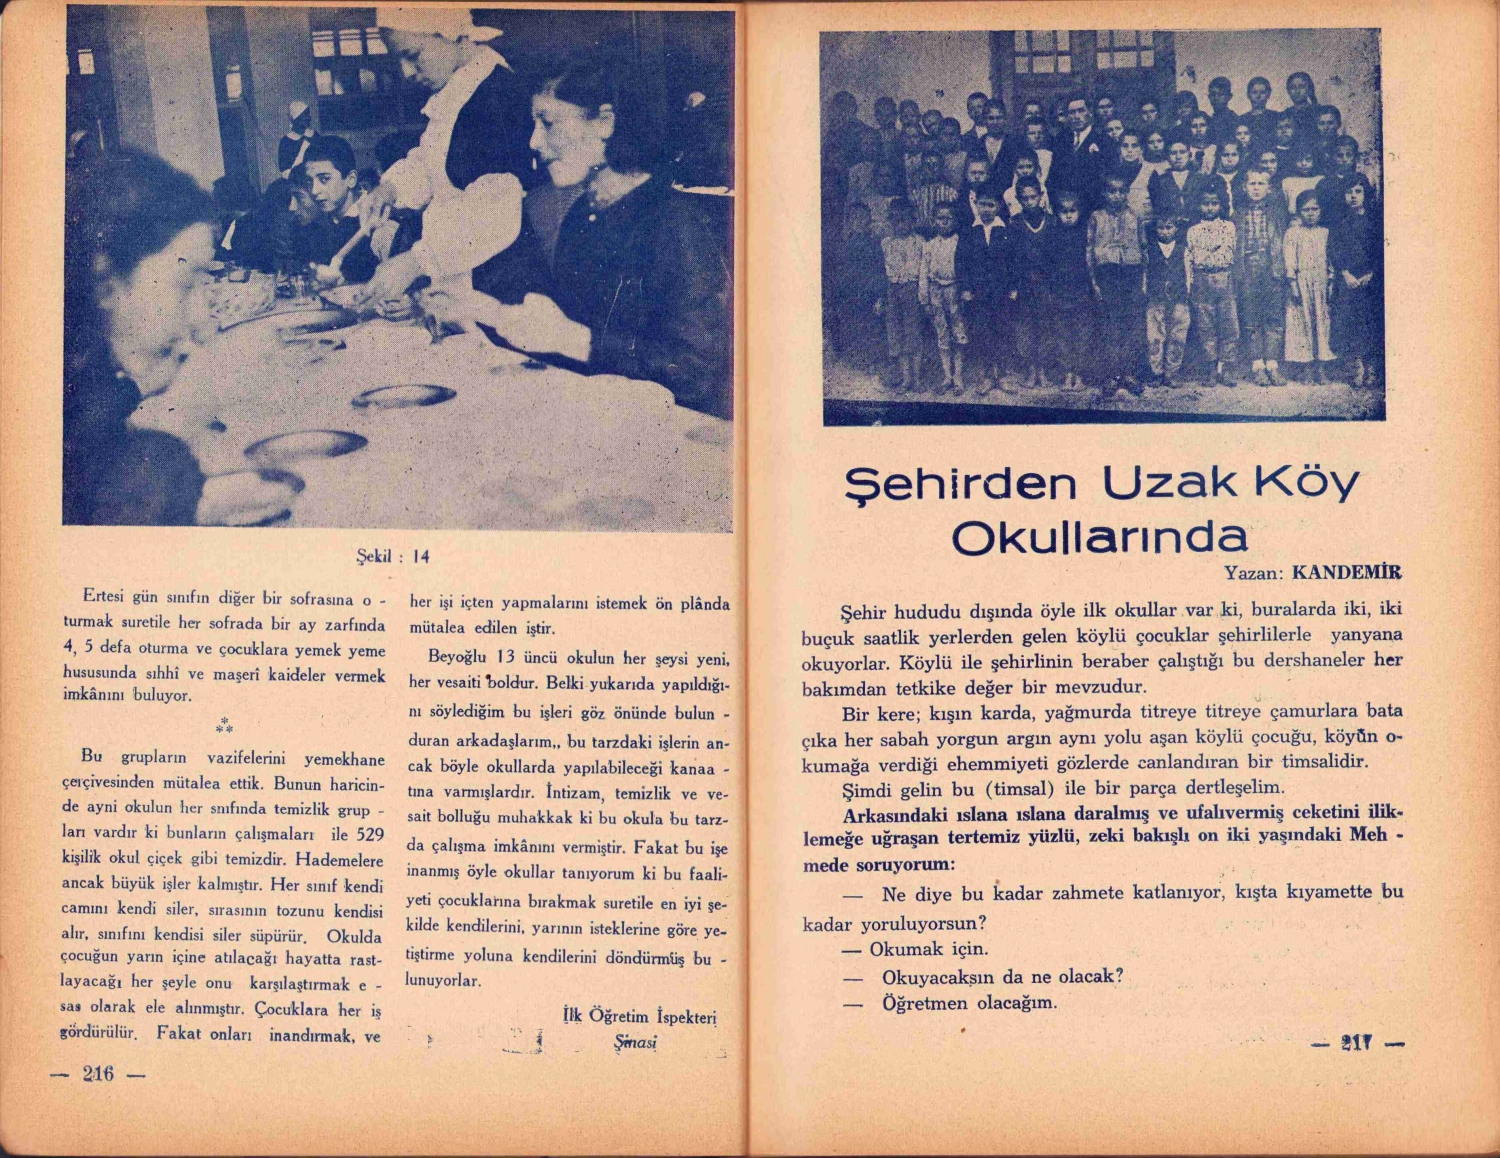 Şekil : 14
Ertesi gün sınıfın diğer bir sofrasına o -
turmak suretile her sofrada bir ay zarfında
4, 5 defa oturma ve çocuklara yemek yeme
hususunda sıhhî ve maşerî kaideler vermek
imkânını buluyor.
***
Bu grupların vazifelerini yemekhane
çerçivesinden mütalea ettik. Bunun haricin-
de ayni okulun her sınıfında temizlik grup -
ları vardır ki bunların çalışmaları ile 529
kişilik okul çiçek gibi temizdir. Hademelere
ancak büyük işler kalmıştır. Her sınıf kendi
camını kendi siler, sırasının tozunu kendisi
alır, sınıfını kendisi siler süpürür. Okulda
çocuğun yarın içine atılacağı hayatta rast-
layacağı her şeyle onu karşılaştırmak e -
sas olarak ele alınmıştır. Çocuklara her iş
gördürülür. Fakat onları inandırmak, ve
her işi içten yapmalarını istemek ön plânda
mütalea edilen iştir.
Beyoğlu 13 üncü okulun her şeysi yeni,
her vesaiti boldur. Belki yukarıda yapıldığı-
nı söylediğim bu işleri göz önünde bulun -
duran arkadaşlarım,, bu tarzdaki işlerin an-
cak böyle okullarda yapılabileceği kanaa -
tına varmışlardır. İntizam, temizlik ve ve-
sait bolluğu muhakkak ki bu okula bu tarz-
da çalışma imkânını vermiştir. Fakat bu işe
inanmış öyle okullar tanıyorum ki bu faali-
yeti çocuklarına bırakmak suretile en iyi şe-
kilde kendilerini, yarının isteklerine göre ye-
tiştirme yoluna kendilerini döndürmüş bu -
lunuyorlar.
İlk Öğretim İspekteri
Şinasi
— 216 —
Şehirden Uzak Köy
Okullarında
Yazan: KANDEMİR
Şehir hududu dışında öyle ilk okullar var ki, buralarda iki, iki
buçuk saatlik yerlerden gelen köylü çocuklar şehirlilerle yanyana
okuyorlar. Köylü ile şehirlinin beraber çalıştığı bu dershaneler her
bakımdan tetkike değer bir mevzudur.
Bir kere; kışın karda, yağmurda titreye titreye çamurlara bata
çıka her sabah yorgun argın aynı yolu aşan köylü çocuğu, köyün o-
kumağa verdiği ehemmiyeti gözlerde canlandıran bir timsalidir.
Şimdi gelin bu (timsal) ile bir parça dertleşelim.
Arkasındaki ıslana ıslana daralmış ve ufalıvermiş ceketini ilik-
lemeğe uğraşan tertemiz yüzlü, zeki bakışlı on iki yaşındaki Meh -
mede soruyorum:
— Ne diye bu kadar zahmete katlanıyor, kışta kıyamette bu
kadar yoruluyorsun?
— Okumak için.
— Okuyacaksın da ne olacak?
— Öğretmen olacağım.
— 217 —